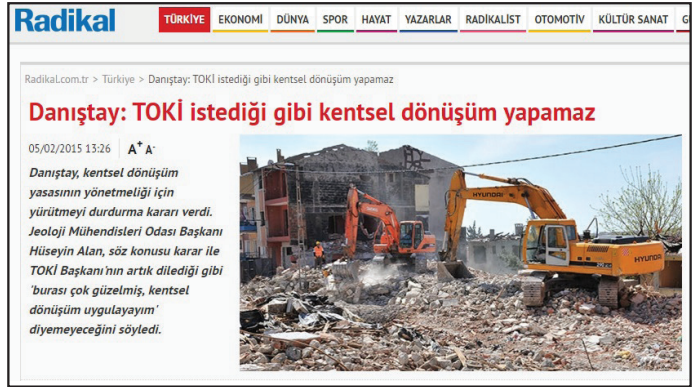 Radikal
TÜRKİYE EKONOMİ DÜNYA SPOR HAYAT YAZARLAR RADİKALİST OTOMOTİV KÜLTÜR SANAT G
Radikal.com.tr > Türkiye > Danıştay: TOKİ istediği gibi kentsel dönüşüm yapamaz
Danıştay: TOKİ istediği gibi kentsel dönüşüm yapamaz
05/02/2015 13:26 A+ A-
Danıştay, kentsel dönüşüm
yasasının yönetmeliği için
yürütmeyi durdurma kararı verdi.
Jeoloji Mühendisleri Odası Başkanı
Hüseyin Alan, söz konusu karar ile
TOKİ Başkanı'nın artık dilediği gibi
'burası çok güzelmiş, kentsel
dönüşüm uygulayayım'
diyemeyeceğini söyledi.
HYUNDAI
HYUNDAI